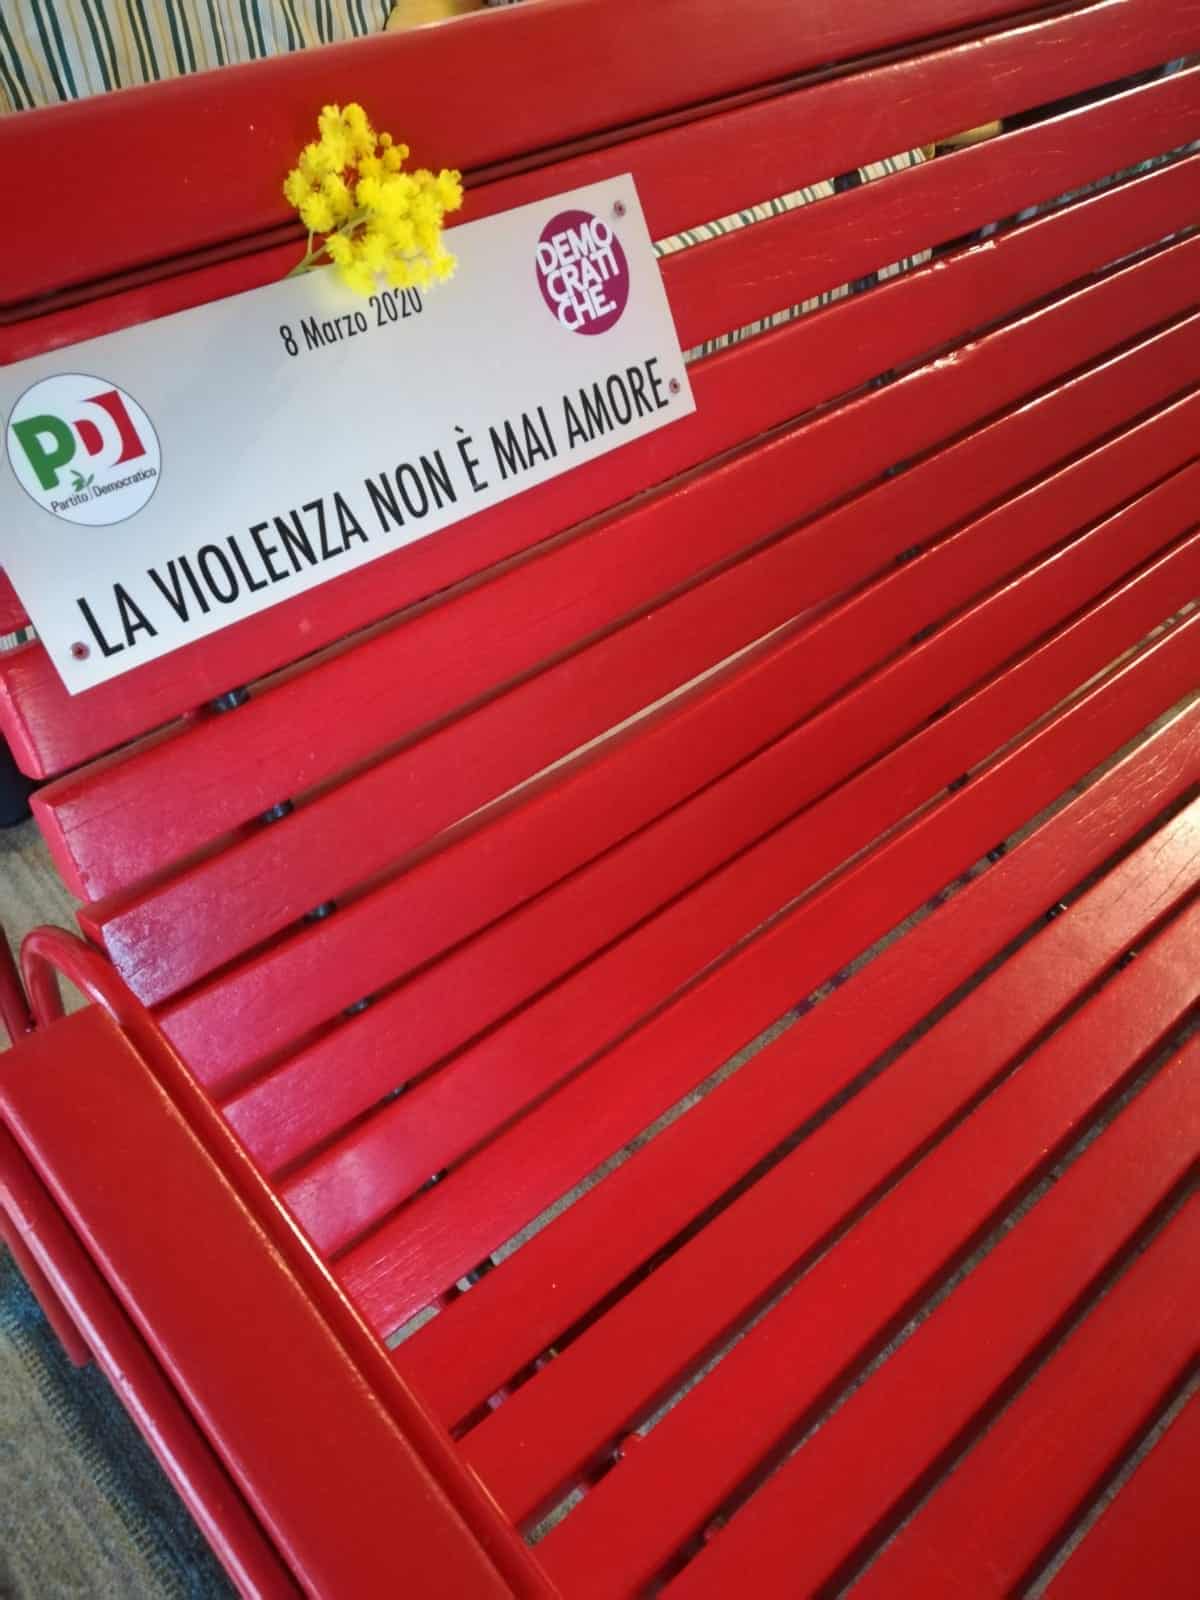 8 Marzo 2020
DEMO
CRATI
CHE.
PD
Partito Democratico
LA VIOLENZA NON È MAI AMORE